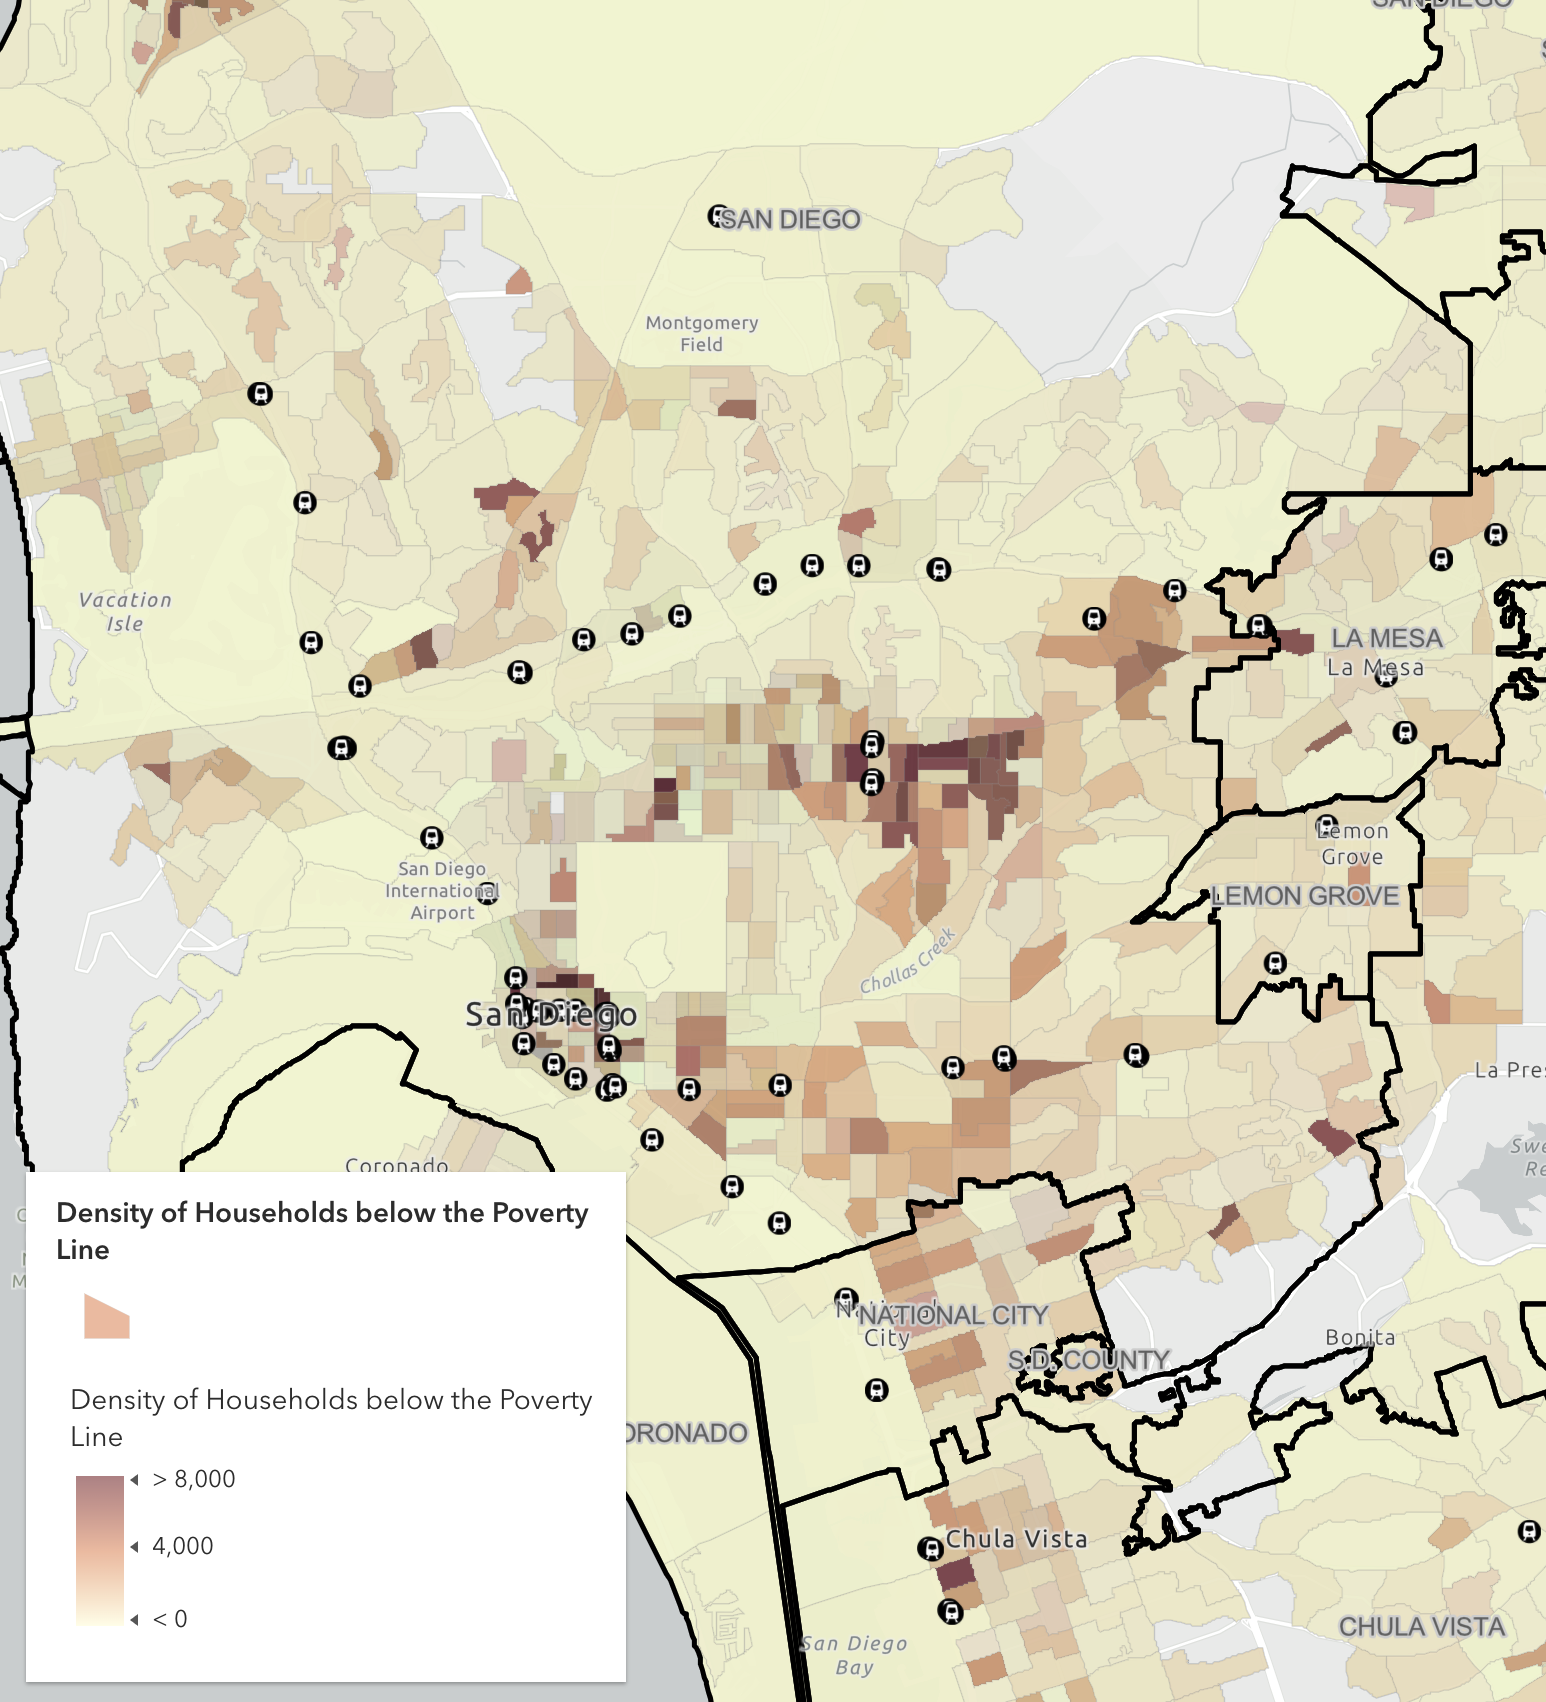 SAN DIEGO
SAN DIEGO
Montgomery
Field
Vacation
Isle
LA MESA
La Mesa
Lemon
Grove
LEMON GROVE
San Diego
International
Airport
Chollas Creek
San Diego
La Pres
Swe
Re
Coronado
NATIONAL CITY
National
City
S.D. COUNTY
Bonita
ORONADO
Chula Vista
CHULA VISTA
San Diego
Bay
Density of Households below the Poverty
Line
Density of Households below the Poverty
Line
> 8,000
4,000
< 0